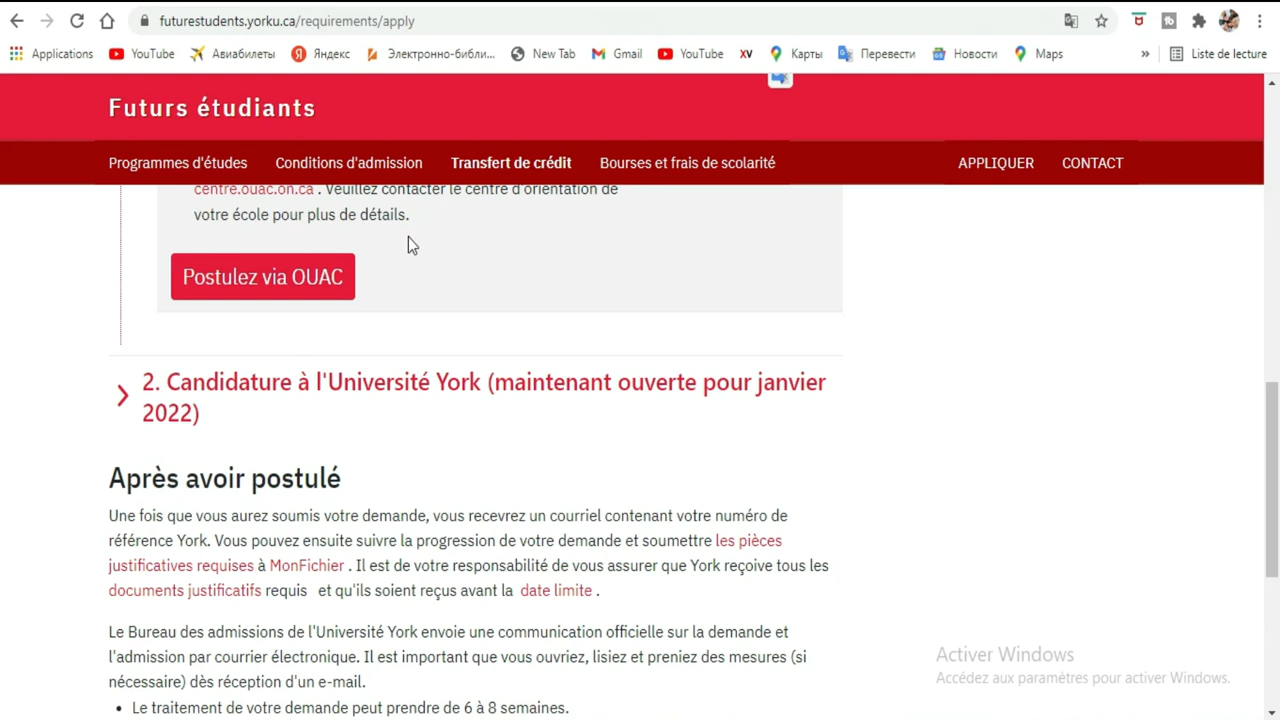 futurestudents.yorku.ca/requirements/apply
Applications YouTube Авиабилеты Яндекс Электронно-библи... New Tab Gmail YouTube XV Карты Перевести Новости Maps » Liste de lecture
Futurs étudiants
Programmes d'études Conditions d'admission Transfert de crédit Bourses et frais de scolarité APPLIQUER CONTACT
centre.ouac.on.ca . Veuillez contacter le centre d'orientation de
votre école pour plus de détails.
Postulez via OUAC
2. Candidature à l'Université York (maintenant ouverte pour janvier
2022)
Après avoir postulé
Une fois que vous aurez soumis votre demande, vous recevrez un courriel contenant votre numéro de
référence York. Vous pouvez ensuite suivre la progression de votre demande et soumettre les pièces
justificatives requises à MonFichier . Il est de votre responsabilité de vous assurer que York reçoive tous les
documents justificatifs requis et qu'ils soient reçus avant la date limite .
Le Bureau des admissions de l'Université York envoie une communication officielle sur la demande et
l'admission par courrier électronique. Il est important que vous ouvriez, lisiez et preniez des mesures (si
nécessaire) dès réception d'un e-mail.
• Le traitement de votre demande peut prendre de 6 à 8 semaines.
Activer Windows
Accédez aux paramètres pour activer Windows.